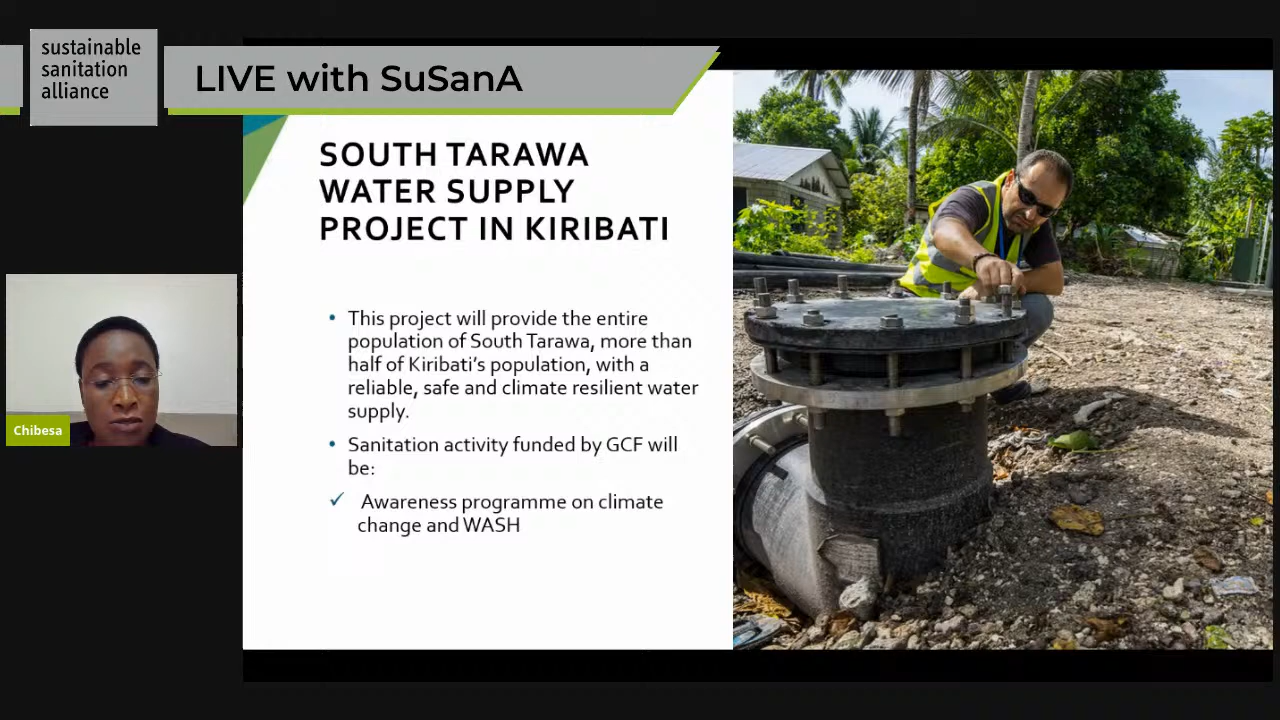 sustainable
sanitation
alliance
LIVE with SuSanA
SOUTH TARAWA
WATER SUPPLY
PROJECT IN KIRIBATI
• This project will provide the entire
population of South Tarawa, more than
half of Kiribati's population, with a
reliable, safe and climate resilient water
supply.
• Sanitation activity funded by GCF will
be:
✓ Awareness programme on climate
change and WASH
Chibesa